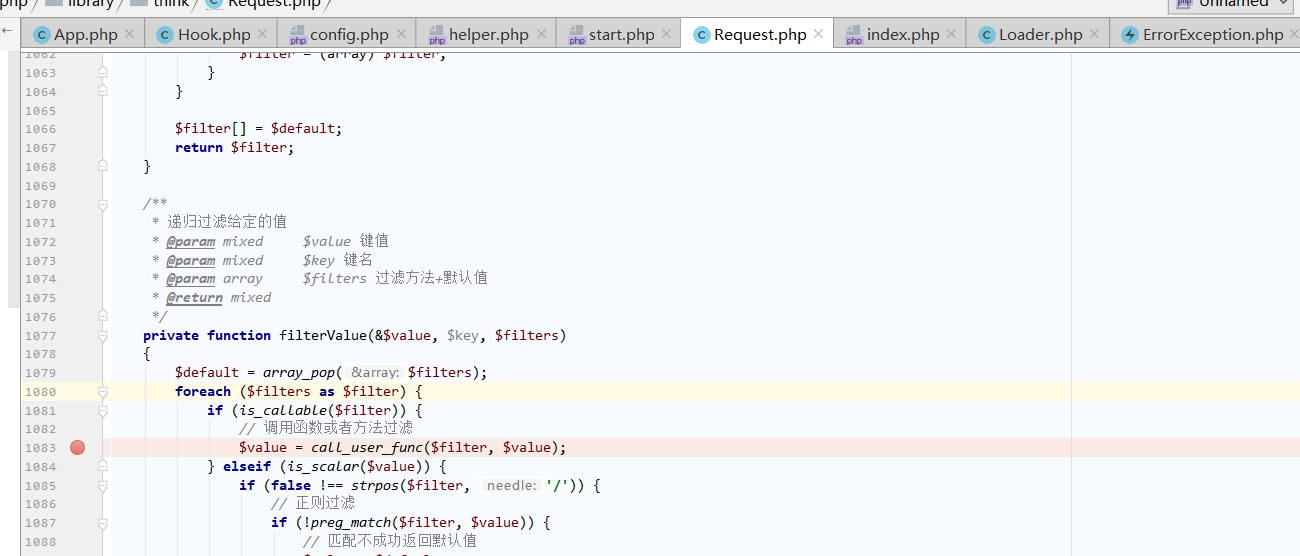 php library think Request.php
php Unnamed
App.php Hook.php php config.php php helper.php php start.php Request.php php index.php Loader.php ErrorException.php
1062 $filter = (array) $filter;
1063 }
1064 }
1065
1066 $filter[] = $default;
1067 return $filter;
1068 }
1069
1070 /**
1071 * 递归过滤给定的值
1072 * @param mixed $value 键值
1073 * @param mixed $key 键名
1074 * @param array $filters 过滤方法+默认值
1075 * @return mixed
1076 */
1077 private function filterValue(&$value, $key, $filters)
1078 {
1079 $default = array_pop( &array: $filters);
1080 foreach ($filters as $filter) {
1081 if (is_callable($filter)) {
1082 // 调用函数或者方法过滤
1083 $value = call_user_func($filter, $value);
1084 } elseif (is_scalar($value)) {
1085 if (false !== strpos($filter, needle: '/')) {
1086 // 正则过滤
1087 if (!preg_match($filter, $value)) {
1088 // 匹配不成功返回默认值